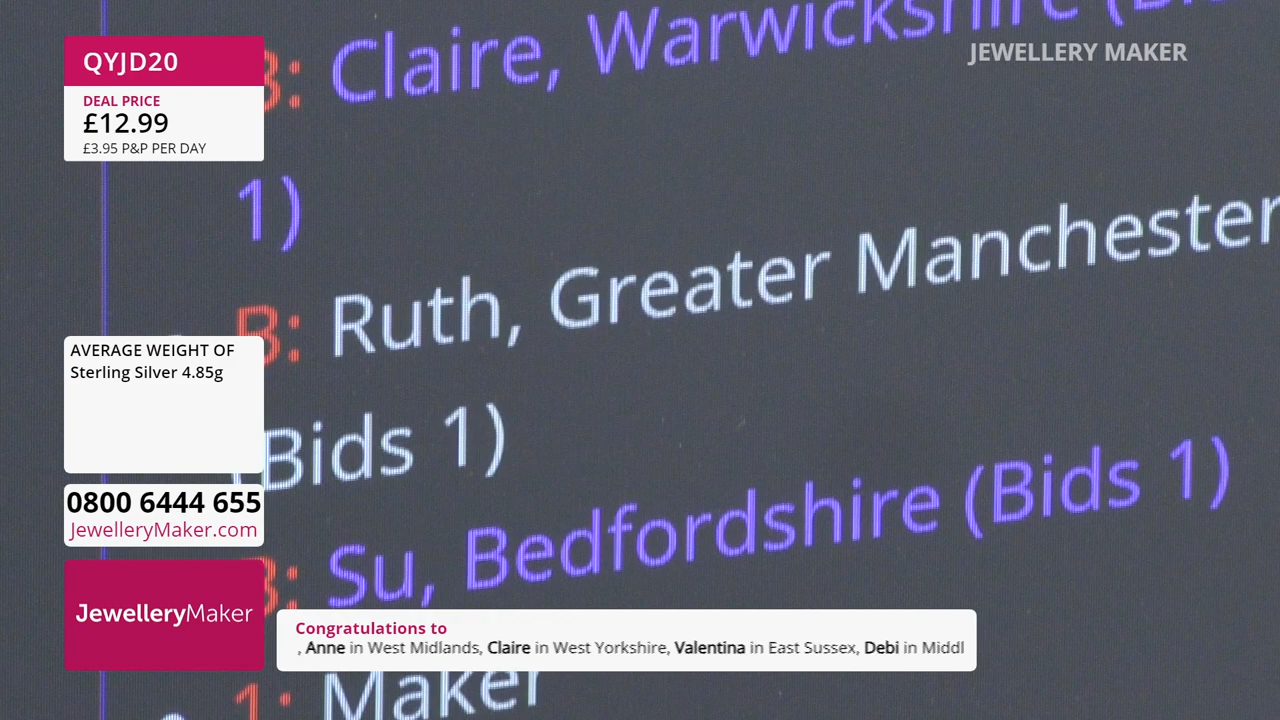 QYJD20
DEAL PRICE
£12.99
£3.95 P&P PER DAY
JEWELLERY MAKER
B: Claire, Warwickshire
1)
B: Ruth, Greater Manchester
(Bids 1)
B: Su, Bedfordshire (Bids 1)
1: Maker
AVERAGE WEIGHT OF
Sterling Silver 4.85g
0800 6444 655
JewelleryMaker.com
JewelleryMaker
Congratulations to
, Anne in West Midlands, Claire in West Yorkshire, Valentina in East Sussex, Debi in Middl